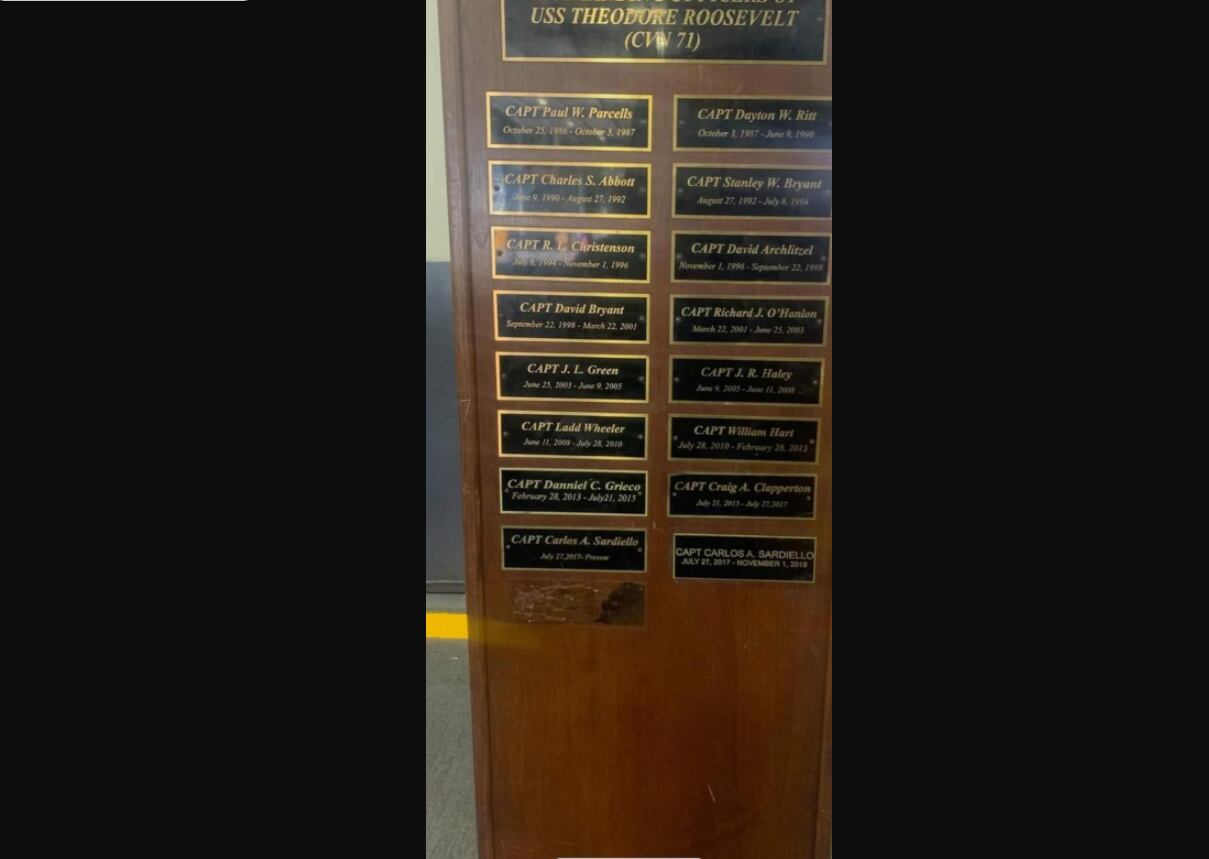 USS THEODORE ROOSEVELT
(CVN 71)
CAPT Paul W. Parcells
October 25, 1986 - October 3, 1987
CAPT Dayton W. Ritt
October 3, 1987 - June 9, 1990
CAPT Charles S. Abbott
June 9, 1990 - August 27, 1992
CAPT Stanley W. Bryant
August 27, 1992 - July 8, 1994
CAPT R. L. Christenson
July 8, 1994 - November 1, 1996
CAPT David Archlitzel
November 1, 1996 - September 22, 1998
CAPT David Bryant
September 22, 1998 - March 22, 2001
CAPT Richard J. O'Hanlon
March 22, 2001 - June 25, 2003
CAPT J. L. Green
June 25, 2003 - June 9, 2005
CAPT J. R. Haley
June 9, 2005 - June 11, 2008
CAPT Ladd Wheeler
June 11, 2008 - July 28, 2010
CAPT William Hart
July 28, 2010 - February 28, 2013
CAPT Danniel C. Grieco
February 28, 2013 - July21, 2015
CAPT Craig A. Clapperton
July 21, 2015 - July 27,2017
CAPT Carlos A. Sardiello
July 27,2017- Present
CAPT CARLOS A. SARDIELLO
JULY 27, 2017 - NOVEMBER 1, 2019